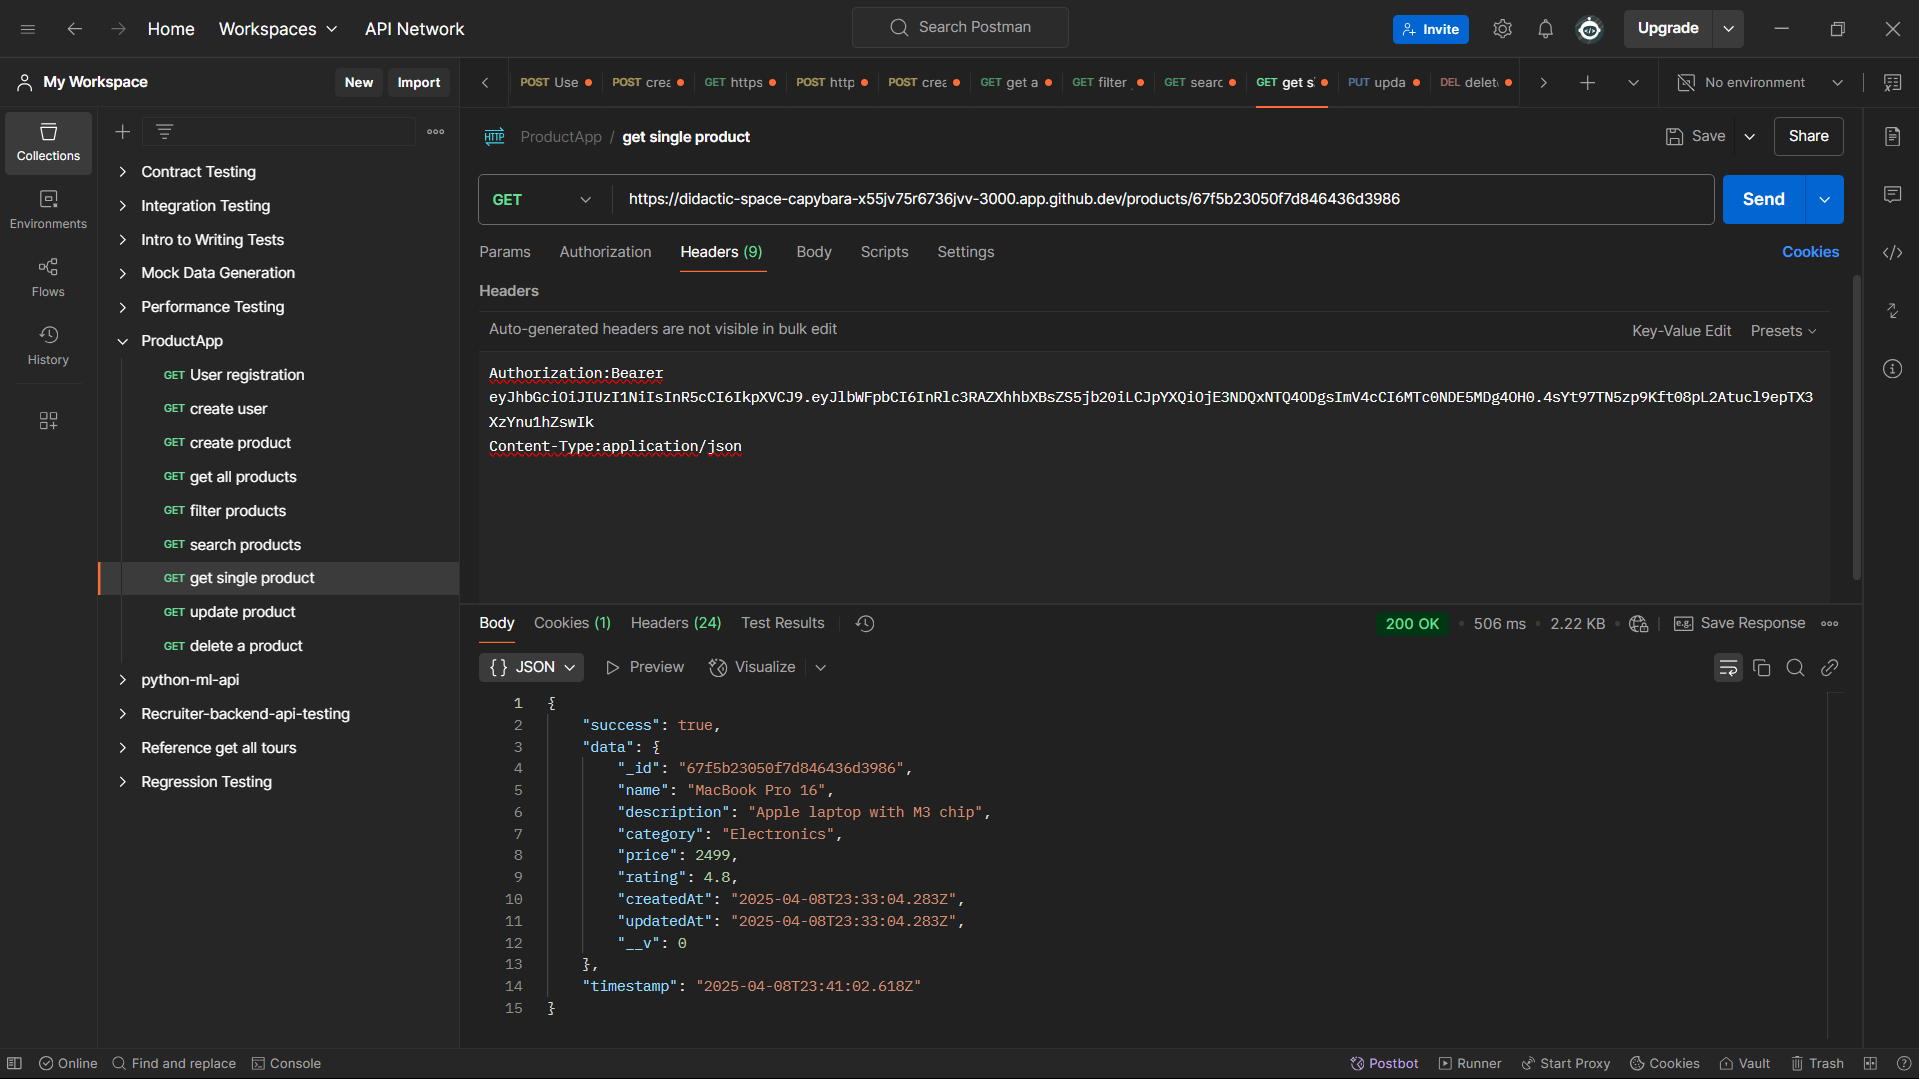 Home Workspaces API Network Search Postman Invite Upgrade
My Workspace New Import
POST Use POST crea GET https POST http POST crea GET get a GET filter GET searc GET get s PUT upda DEL delet No environment
Collections
Environments
Flows
History
Contract Testing
Integration Testing
Intro to Writing Tests
Mock Data Generation
Performance Testing
ProductApp
GET User registration
GET create user
GET create product
GET get all products
GET filter products
GET search products
GET get single product
GET update product
GET delete a product
python-ml-api
Recruiter-backend-api-testing
Reference get all tours
Regression Testing
HTTP ProductApp / get single product Save Share
GET https://didactic-space-capybara-x55jv75r6736jvv-3000.app.github.dev/products/67f5b23050f7d846436d3986 Send
Params Authorization Headers (9) Body Scripts Settings Cookies
Headers
Auto-generated headers are not visible in bulk edit Key-Value Edit Presets
Authorization:Bearer
eyJhbGciOiJIUzI1NiIsInR5cCI6IkpXVCJ9.eyJlbWFpbCI6InRlc3RAZXhhbXBsZS5jb20iLCJpYXQiOjE3NDQxNTQ4ODgsImV4cCI6MTc0NDE5MDg4OH0.4sYt97TN5zp9Kft08pL2Atucl9epTX3
XzYnu1hZswIk
Content-Type:application/json
Body Cookies (1) Headers (24) Test Results 200 OK 506 ms 2.22 KB e.g. Save Response
{} JSON Preview Visualize
1 {
2 "success": true,
3 "data": {
4 "_id": "67f5b23050f7d846436d3986",
5 "name": "MacBook Pro 16",
6 "description": "Apple laptop with M3 chip",
7 "category": "Electronics",
8 "price": 2499,
9 "rating": 4.8,
10 "createdAt": "2025-04-08T23:33:04.283Z",
11 "updatedAt": "2025-04-08T23:33:04.283Z",
12 "__v": 0
13 },
14 "timestamp": "2025-04-08T23:41:02.618Z"
15 }
Online Find and replace Console Postbot Runner Start Proxy Cookies Vault Trash